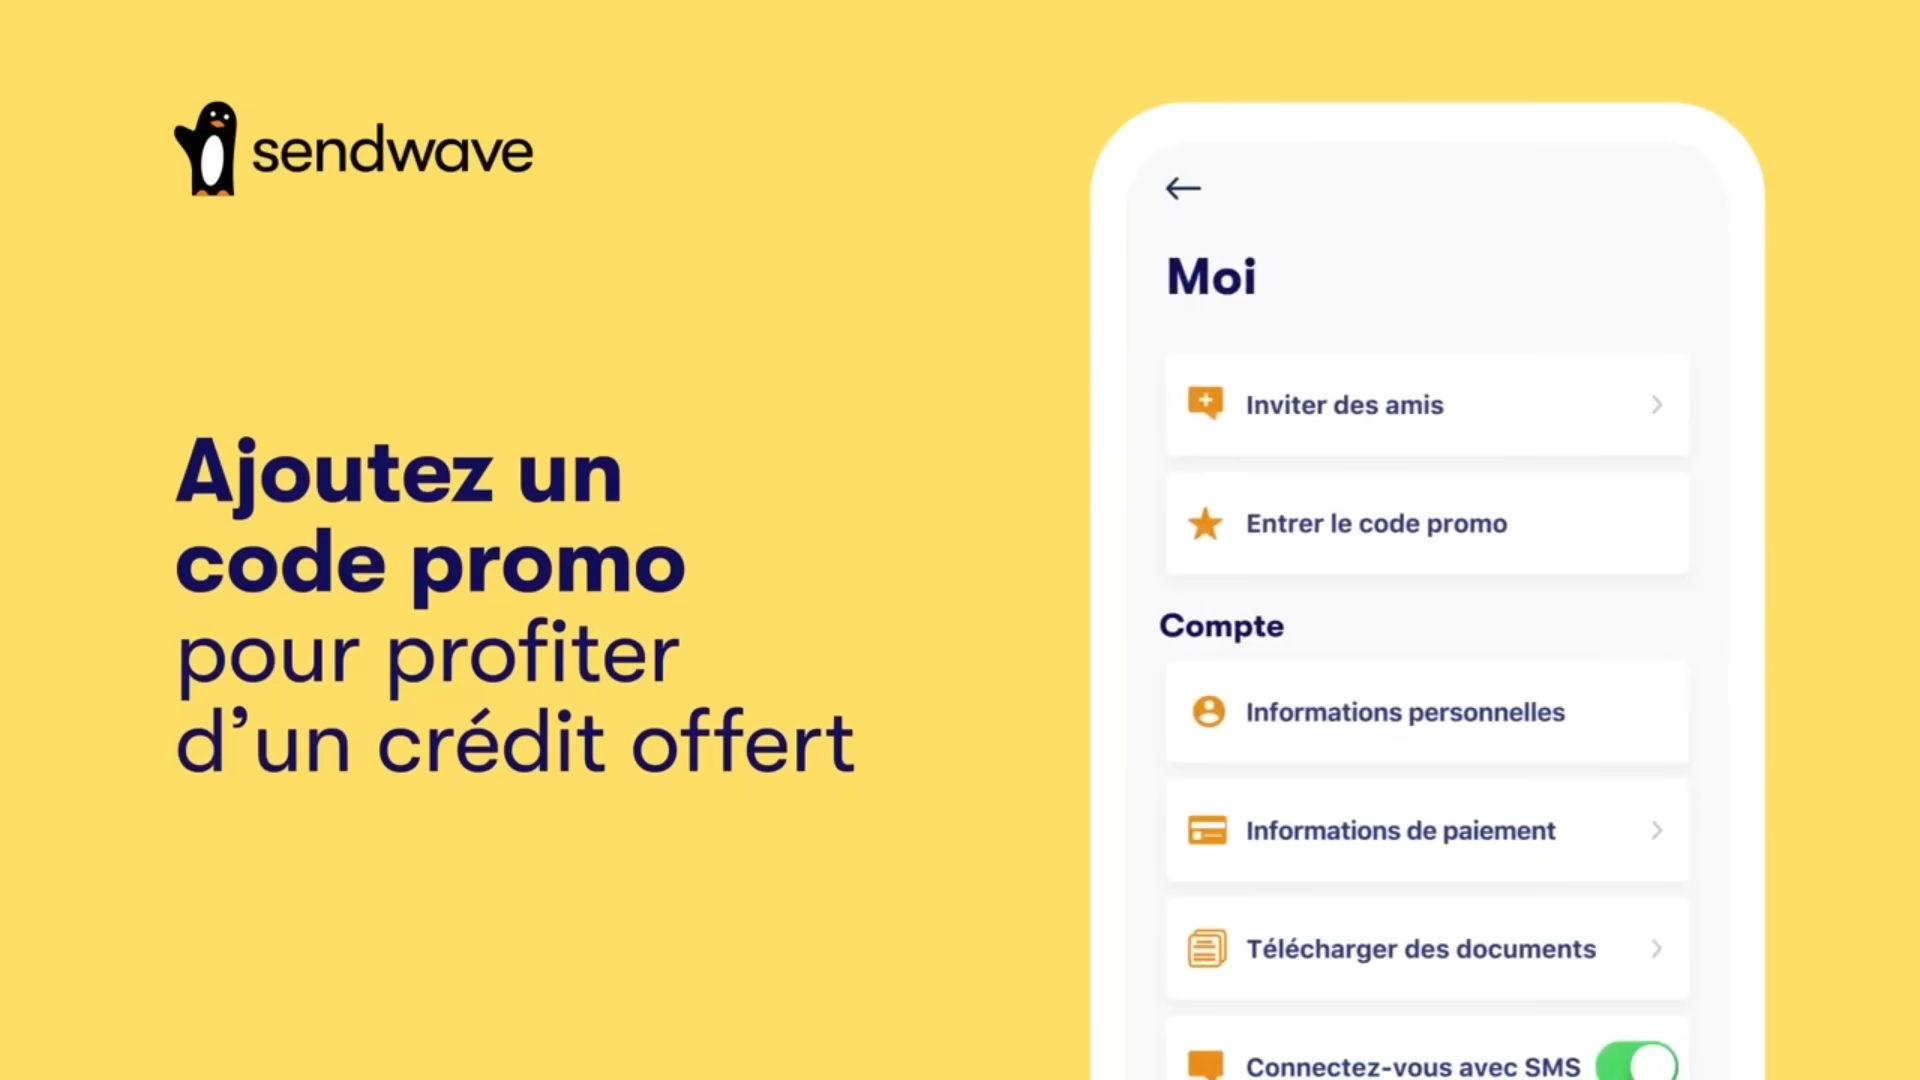 sendwave
Ajoutez un
code promo
pour profiter
d’un crédit offert
Moi
Inviter des amis
Entrer le code promo
Compte
Informations personnelles
Informations de paiement
Télécharger des documents
Connectez-vous avec SMS